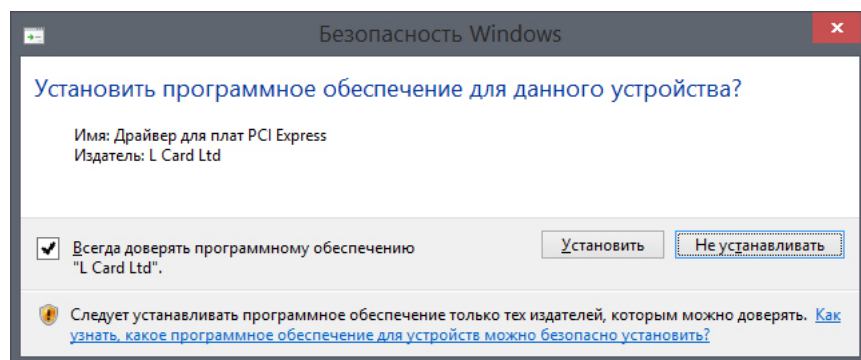 Безопасность Windows
Установить программное обеспечение для данного устройства?
Имя: Драйвер для плат PCI Express
Издатель: L Card Ltd
Всегда доверять программному обеспечению
"L Card Ltd".
Установить
Не устанавливать
Следует устанавливать программное обеспечение только тех издателей, которым можно доверять. Как
узнать, какое программное обеспечение для устройств можно безопасно установить?